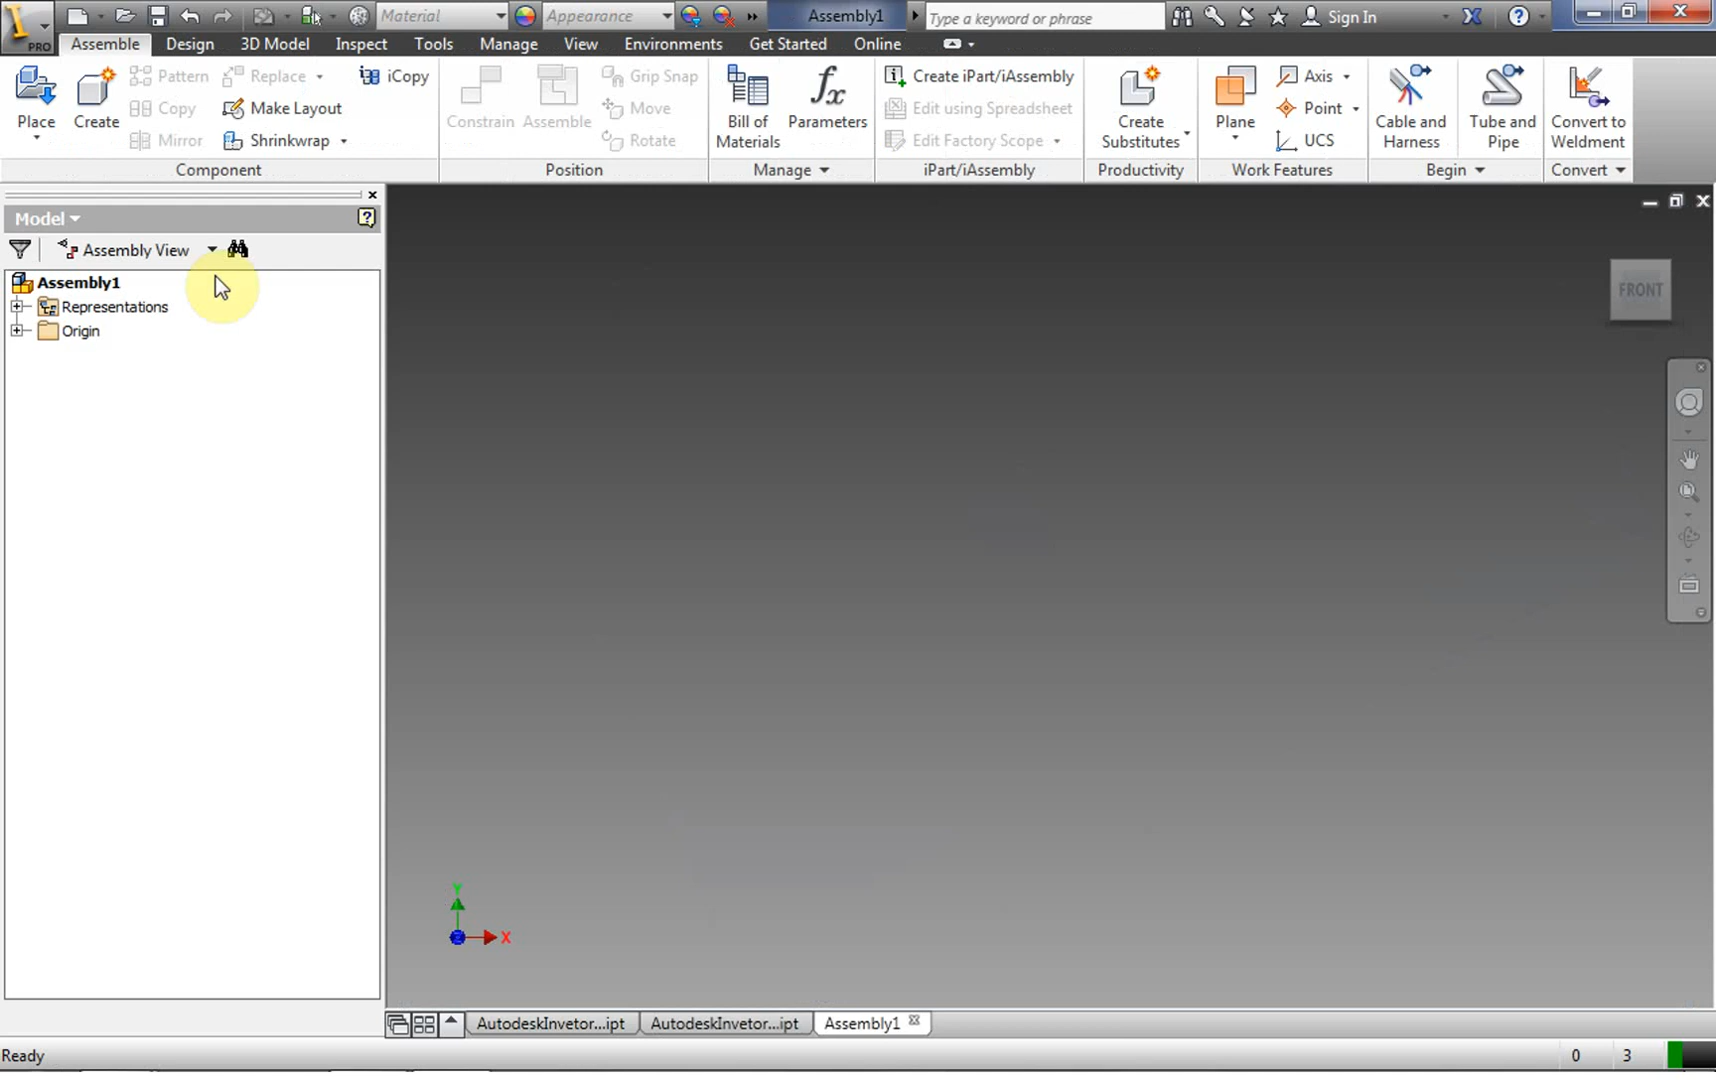 PRO
Material
Appearance
Assembly1
Type a keyword or phrase
Sign In
Assemble Design 3D Model Inspect Tools Manage View Environments Get Started Online
Place
Create
Pattern
Copy
Mirror
Replace
Make Layout
Shrinkwrap
iCopy
Component
Constrain
Assemble
Grip Snap
Move
Rotate
Position
Bill of
Materials
Parameters
Manage
Create iPart/iAssembly
Edit using Spreadsheet
Edit Factory Scope
iPart/iAssembly
Create
Substitutes
Productivity
Plane
Axis
Point
UCS
Work Features
Cable and
Harness
Tube and
Pipe
Begin
Convert to
Weldment
Convert
Model
Assembly View
Assembly1
Representations
Origin
FRONT
Y
X
AutodeskInvetor...ipt AutodeskInvetor...ipt Assembly1
Ready 0 3